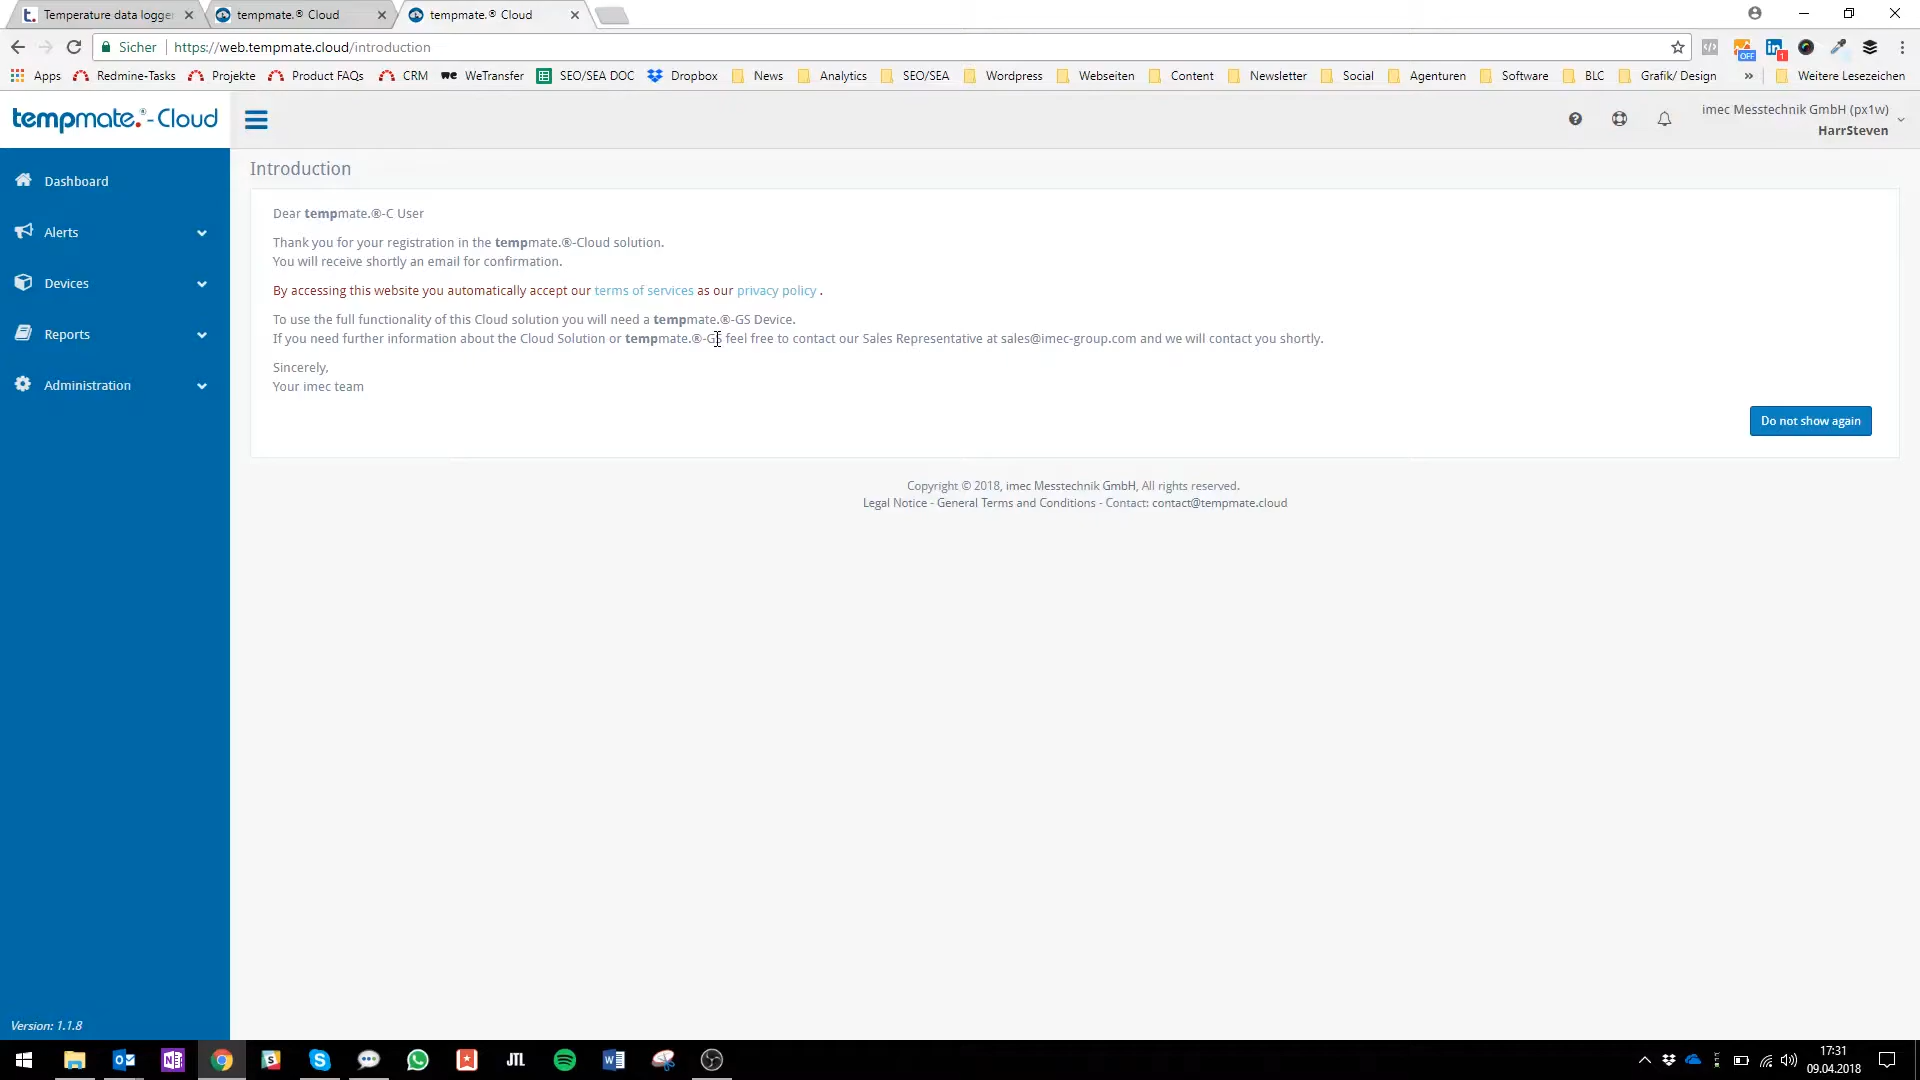 Temperature data logge
tempmate.® Cloud
tempmate.® Cloud
Sicher
https://web.tempmate.cloud/introduction
OFF
1
Apps
Redmine-Tasks
Projekte
Product FAQs
CRM
we WeTransfer
SEO/SEA DOC
Dropbox
News
Analytics
SEO/SEA
Wordpress
Webseiten
Content
Newsletter
Social
Agenturen
Software
BLC
Grafik/ Design
»
Weitere Lesezeichen
tempmate.®-Cloud
imec Messtechnik GmbH (px1w)
HarrSteven
Dashboard
Alerts
Devices
Reports
Administration
Version: 1.1.8
Introduction
Dear tempmate.®-C User
Thank you for your registration in the tempmate.®-Cloud solution.
You will receive shortly an email for confirmation.
By accessing this website you automatically accept our terms of services as our privacy policy .
To use the full functionality of this Cloud solution you will need a tempmate.®-GS Device.
If you need further information about the Cloud Solution or tempmate.®-GS feel free to contact our Sales Representative at sales@imec-group.com and we will contact you shortly.
Sincerely,
Your imec team
Do not show again
Copyright © 2018, imec Messtechnik GmbH, All rights reserved.
Legal Notice - General Terms and Conditions - Contact: contact@tempmate.cloud
JTL
17:31
09.04.2018